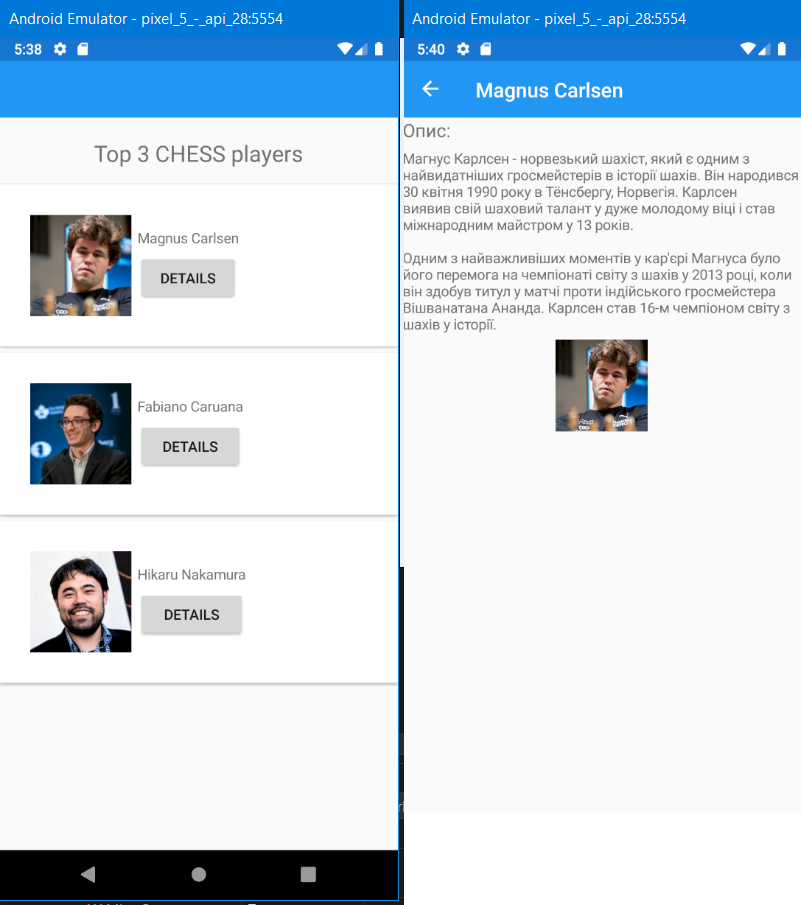 Android Emulator - pixel_5_-_api_28:5554
5:38
Top 3 CHESS players
Magnus Carlsen
DETAILS
Fabiano Caruana
DETAILS
Hikaru Nakamura
DETAILS
Android Emulator - pixel_5_-_api_28:5554
5:40
Magnus Carlsen
Опис:
Магнус Карлсен - норвезький шахіст, який є одним з
найвидатніших гросмейстерів в історії шахів. Він народився
30 квітня 1990 року в Тёнсбергу, Норвегія. Карлсен
виявив свій шаховий талант у дуже молодому віці і став
міжнародним майстром у 13 років.
Одним з найважливіших моментів у кар'єрі Магнуса було
його перемога на чемпіонаті світу з шахів у 2013 році, коли
він здобув титул у матчі проти індійського гросмейстера
Вішванатана Ананда. Карлсен став 16-м чемпіоном світу з
шахів у історії.